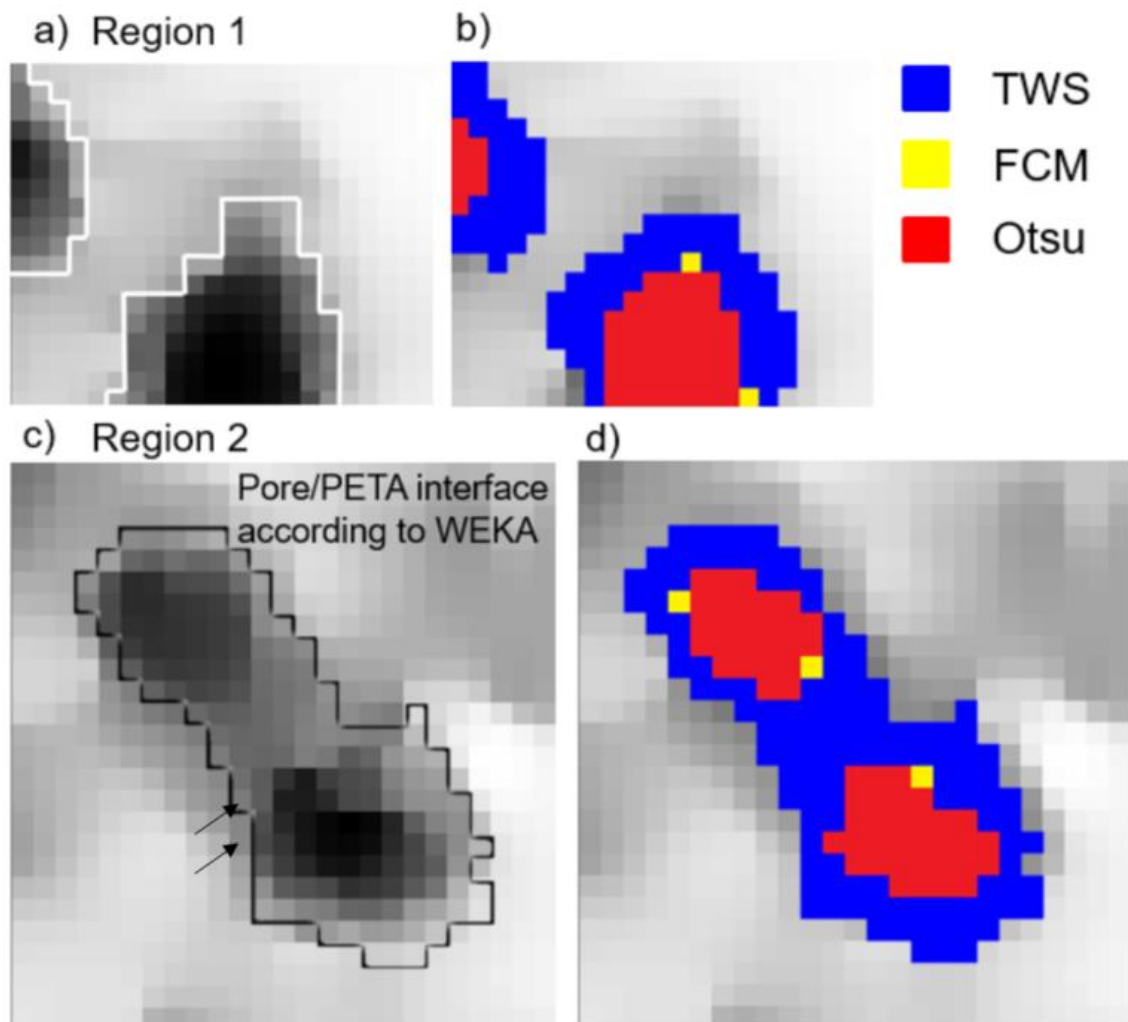 a) Region 1
b)
TWS
FCM
Otsu
c) Region 2
d)
Pore/PETA interface
according to WEKA